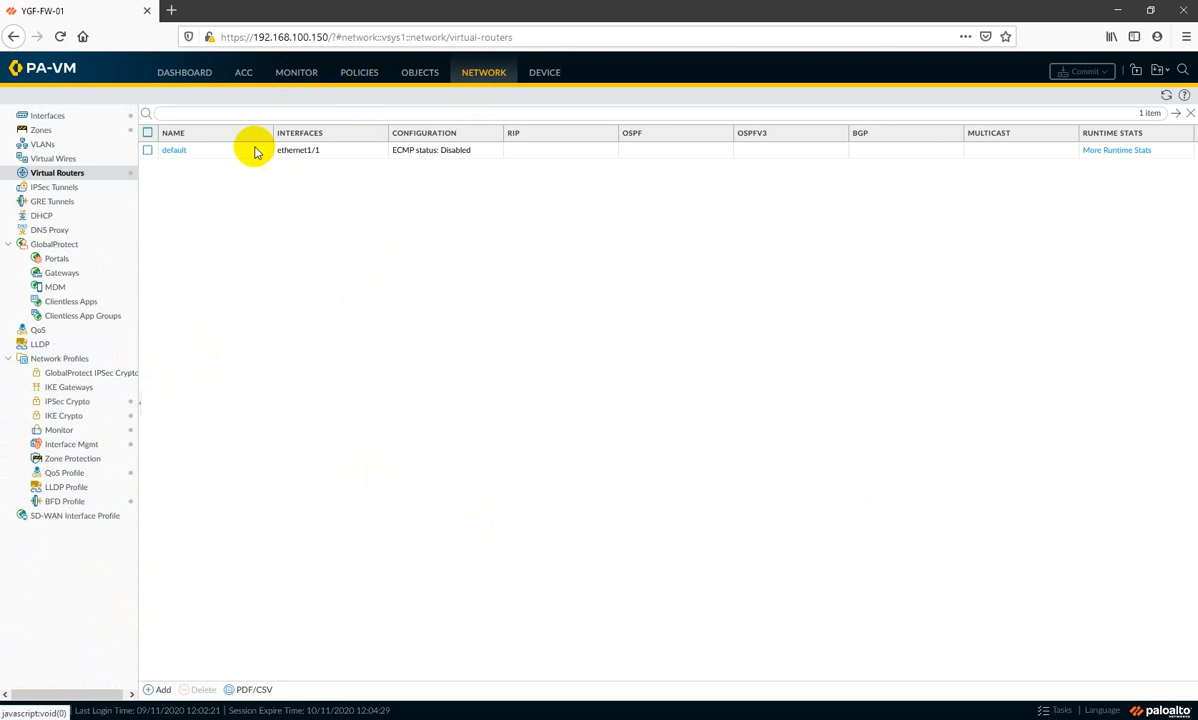 YGF-FW-01
https://192.168.100.150/?#network::vsys1::network/virtual-routers
PA-VM
DASHBOARD ACC MONITOR POLICIES OBJECTS NETWORK DEVICE
Commit
1 item
Interfaces
Zones
VLANs
Virtual Wires
Virtual Routers
IPSec Tunnels
GRE Tunnels
DHCP
DNS Proxy
GlobalProtect
Portals
Gateways
MDM
Clientless Apps
Clientless App Groups
QoS
LLDP
Network Profiles
GlobalProtect IPSec Crypto
IKE Gateways
IPSec Crypto
IKE Crypto
Monitor
Interface Mgmt
Zone Protection
QoS Profile
LLDP Profile
BFD Profile
SD-WAN Interface Profile
NAME INTERFACES CONFIGURATION RIP OSPF OSPFV3 BGP MULTICAST RUNTIME STATS
default ethernet1/1 ECMP status: Disabled More Runtime Stats
Add Delete PDF/CSV
javascript:void(0) Last Login Time: 09/11/2020 12:02:21 | Session Expire Time: 10/11/2020 12:04:29 Tasks | Language paloalto